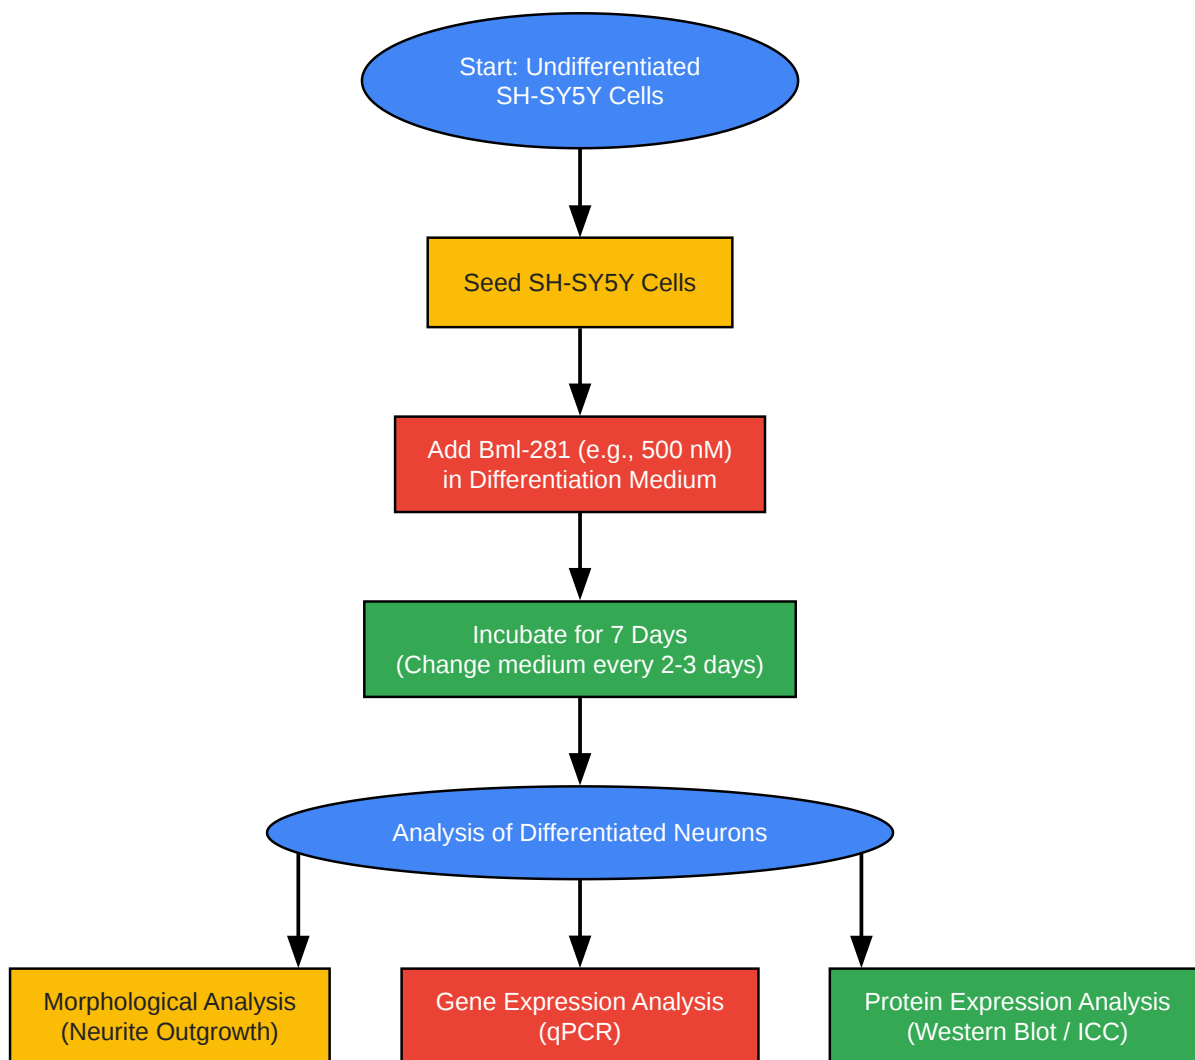 Start: Undifferentiated
SH-SY5Y Cells
Seed SH-SY5Y Cells
Add Bml-281 (e.g., 500 nM)
in Differentiation Medium
Incubate for 7 Days
(Change medium every 2-3 days)
Analysis of Differentiated Neurons
Morphological Analysis
(Neurite Outgrowth)
Gene Expression Analysis
(qPCR)
Protein Expression Analysis
(Western Blot / ICC)